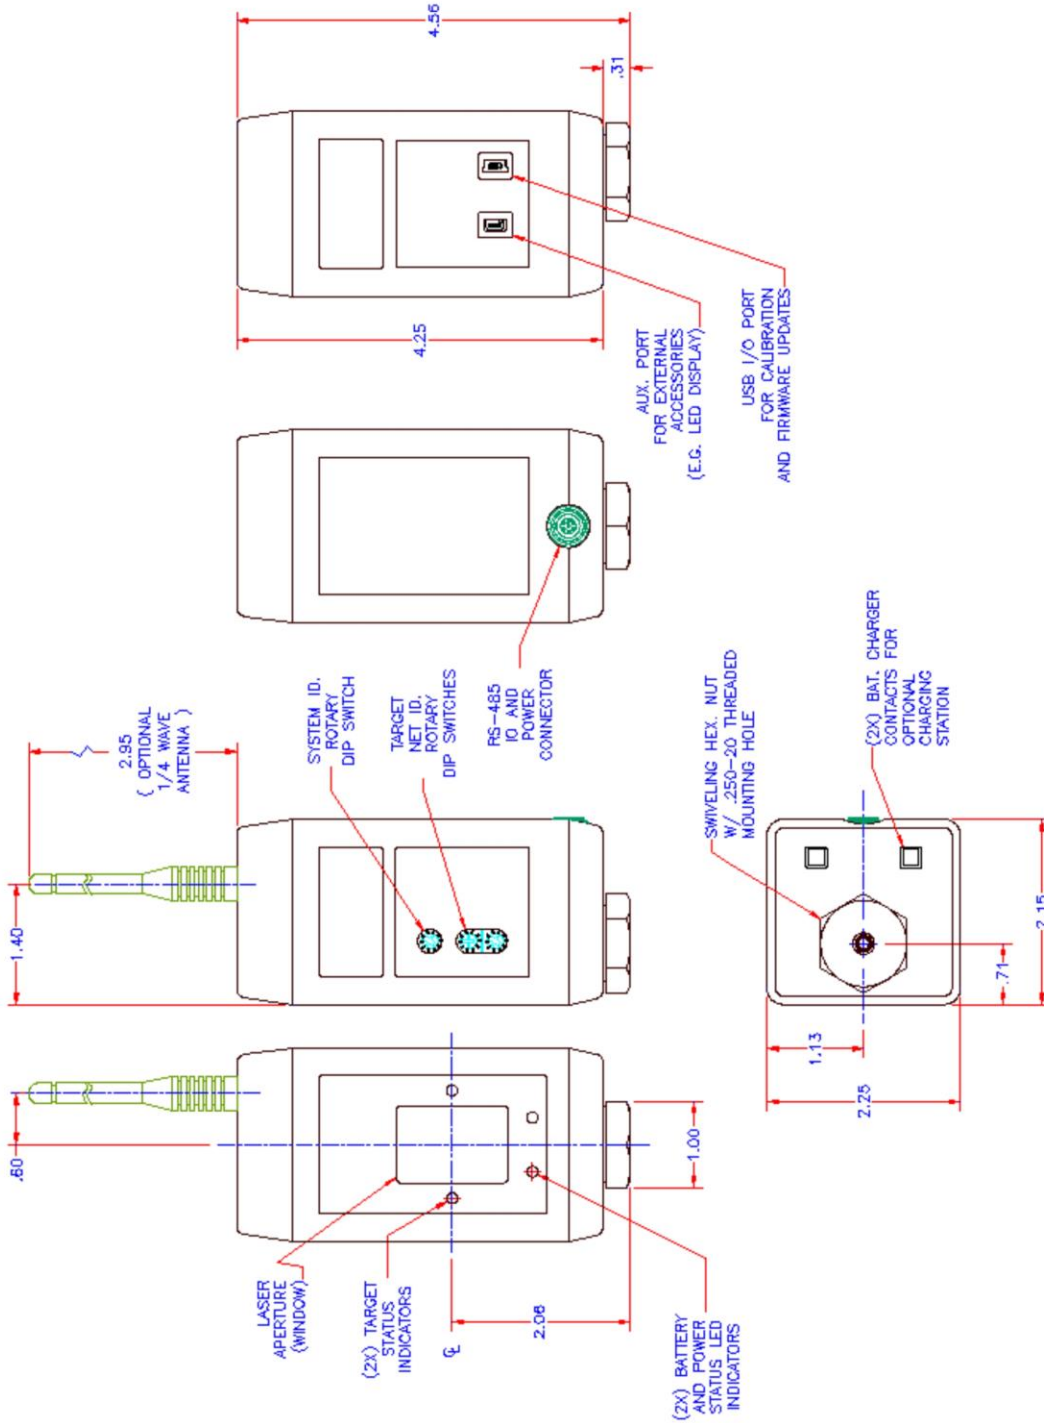 4.56
.31
4.25
AUX. PORT
FOR EXTERNAL
ACCESSORIES
(E.G. LED DISPLAY)
USB I/O PORT
FOR CALIBRATION
AND FIRMWARE UPDATES
2.95
( OPTIONAL
1/4 WAVE
ANTENNA )
SYSTEM ID.
ROTARY
DIP SWITCH
TARGET
NET ID.
ROTARY
DIP SWITCHES
RS-485
IO AND
POWER
CONNECTOR
1.40
SWIVELING HEX. NUT
W/ .250-20 THREADED
MOUNTING HOLE
(2X) BAT. CHARGER
CONTACTS FOR
OPTIONAL
CHARGING
STATION
.71
2.15
1.13
2.25
.60
1.00
LASER
APERTURE
(WINDOW)
(2X) TARGET
STATUS
INDICATORS
℄
2.06
(2X) BATTERY
AND POWER
STATUS LED
INDICATORS